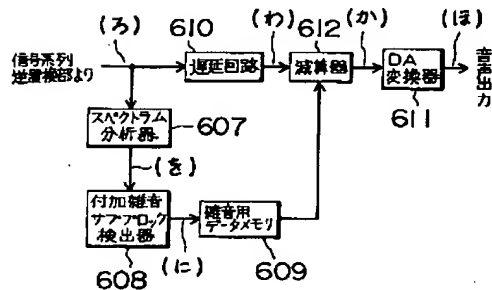 (ろ)
610
(わ)
612
(か)
(ほ)
信号系列
逆置換部より
遅延回路
減算器
DA
変換器
611
音声出力
スペクトラム
分析器
607
(を)
付加雑音
サブブロック
検出器
608
(に)
雑音用
データメモリ
609